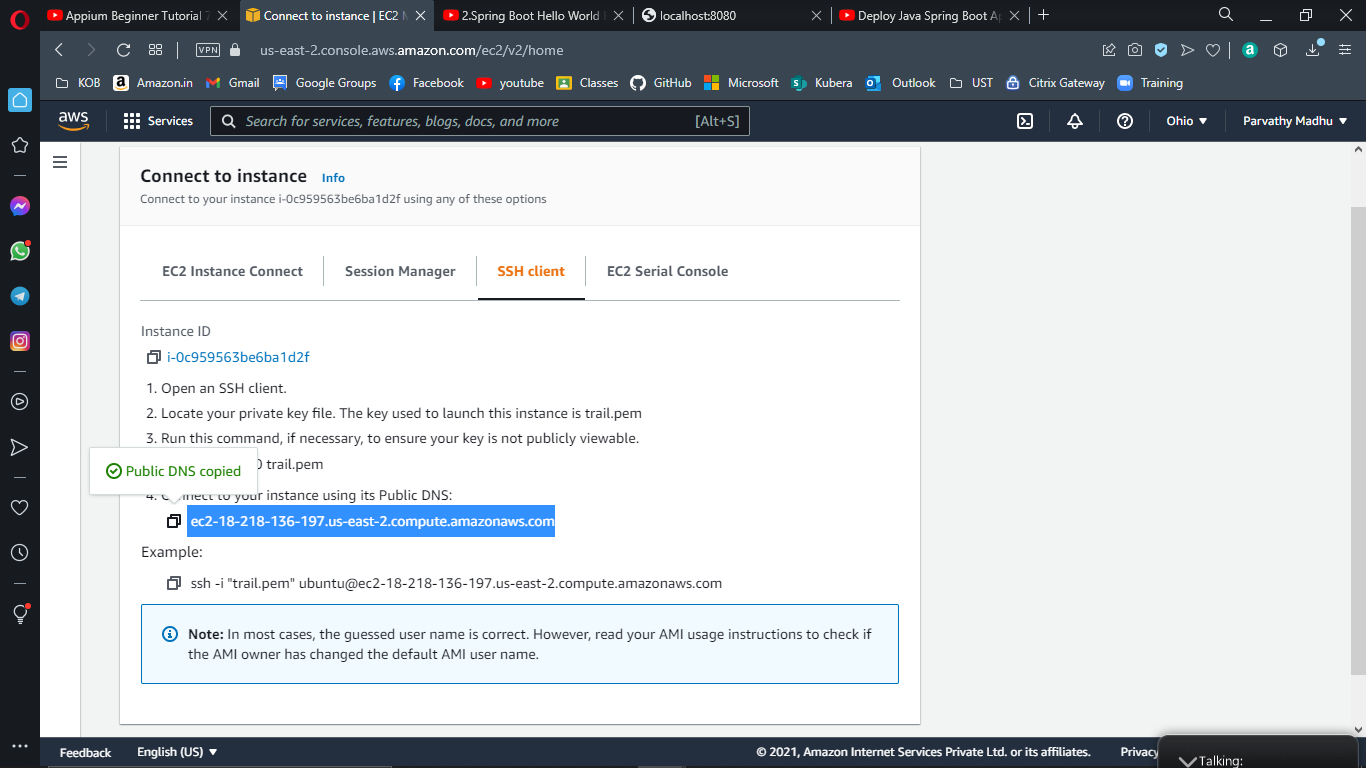 Appium Beginner Tutorial 7
Connect to instance | EC2 M
2.Spring Boot Hello World
localhost:8080
Deploy Java Spring Boot Ap
VPN
us-east-2.console.aws.amazon.com/ec2/v2/home
KOB
Amazon.in
Gmail
Google Groups
Facebook
youtube
Classes
GitHub
Microsoft
Kubera
Outlook
UST
Citrix Gateway
Training
aws
Services
Search for services, features, blogs, docs, and more
[Alt+S]
Ohio
Parvathy Madhu
Connect to instance Info
Connect to your instance i-0c959563be6ba1d2f using any of these options
EC2 Instance Connect
Session Manager
SSH client
EC2 Serial Console
Instance ID
i-0c959563be6ba1d2f
1. Open an SSH client.
2. Locate your private key file. The key used to launch this instance is trail.pem
3. Run this command, if necessary, to ensure your key is not publicly viewable.
0 trail.pem
Public DNS copied
4. Connect to your instance using its Public DNS:
ec2-18-218-136-197.us-east-2.compute.amazonaws.com
Example:
ssh -i "trail.pem" ubuntu@ec2-18-218-136-197.us-east-2.compute.amazonaws.com
Note: In most cases, the guessed user name is correct. However, read your AMI usage instructions to check if
the AMI owner has changed the default AMI user name.
Feedback
English (US)
© 2021, Amazon Internet Services Private Ltd. or its affiliates.
Privacy
Talking: